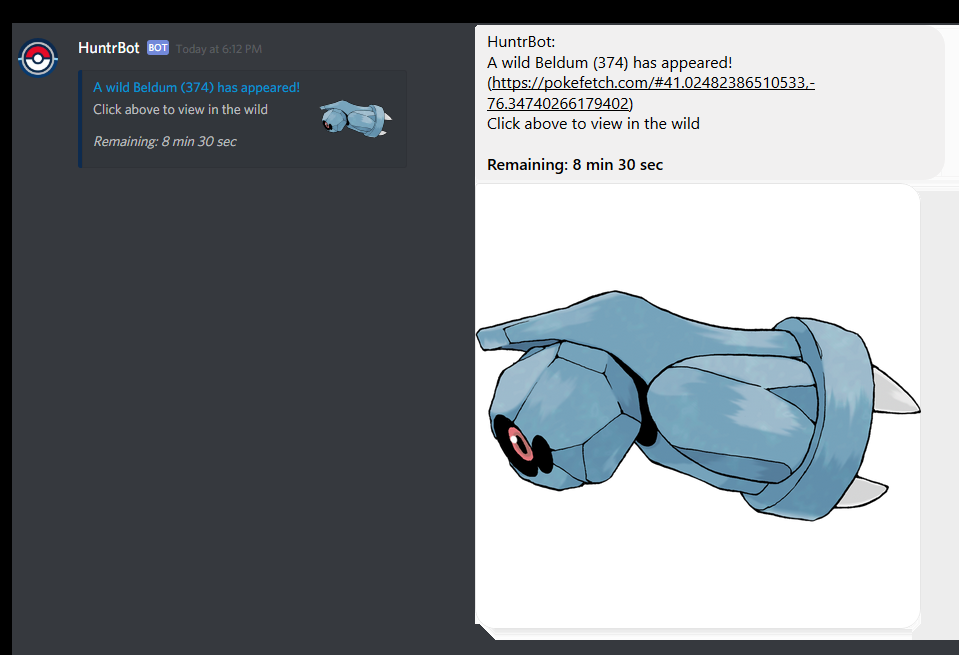 HuntrBot BOT Today at 6:12 PM
A wild Beldum (374) has appeared!
Click above to view in the wild
Remaining: 8 min 30 sec
HuntrBot:
A wild Beldum (374) has appeared!
(https://pokefetch.com/#41.02482386510533,-
76.34740266179402)
Click above to view in the wild
Remaining: 8 min 30 sec